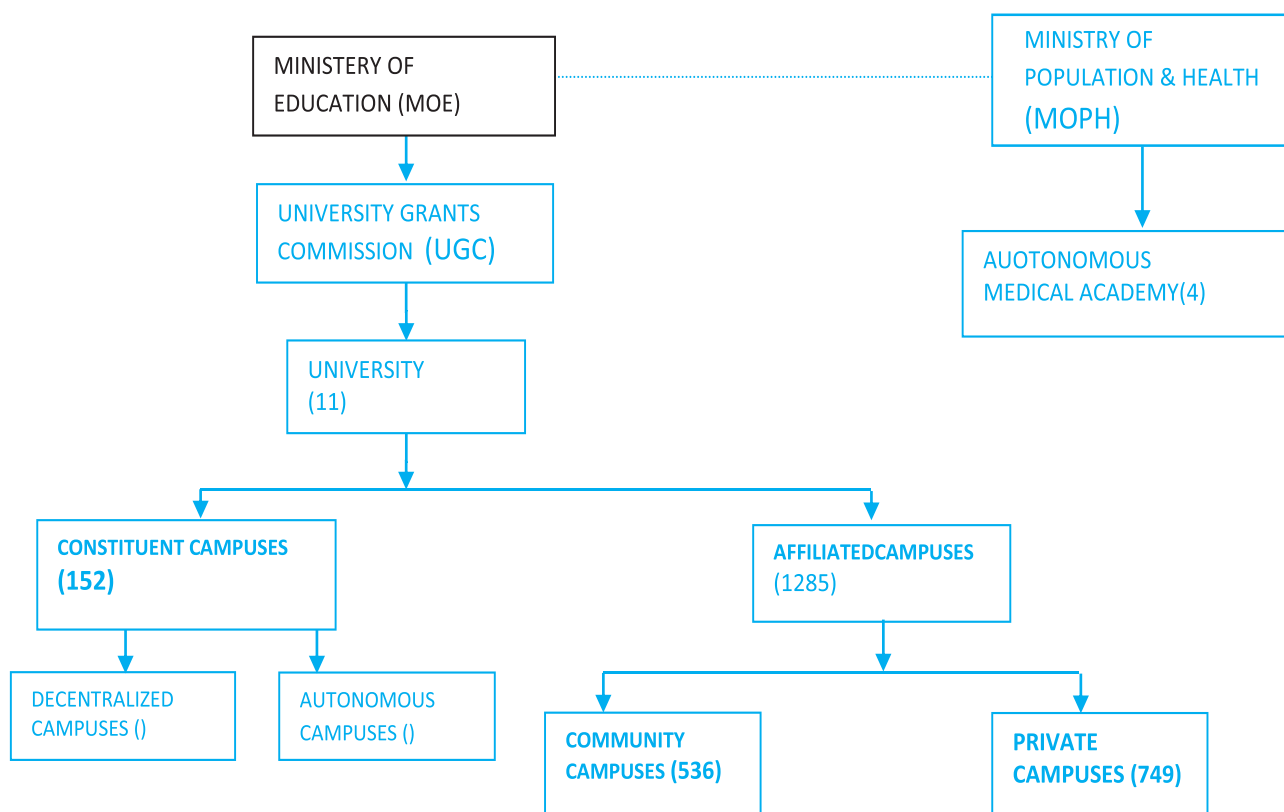 MINISTERY OF
EDUCATION (MOE)
MINISTRY OF
POPULATION & HEALTH
(MOPH)
UNIVERSITY GRANTS
COMMISSION (UGC)
AUOTONOMOUS
MEDICAL ACADEMY(4)
UNIVERSITY
(11)
CONSTITUENT CAMPUSES
(152)
AFFILIATEDCAMPUSES
(1285)
DECENTRALIZED
CAMPUSES ()
AUTONOMOUS
CAMPUSES ()
COMMUNITY
CAMPUSES (536)
PRIVATE
CAMPUSES (749)